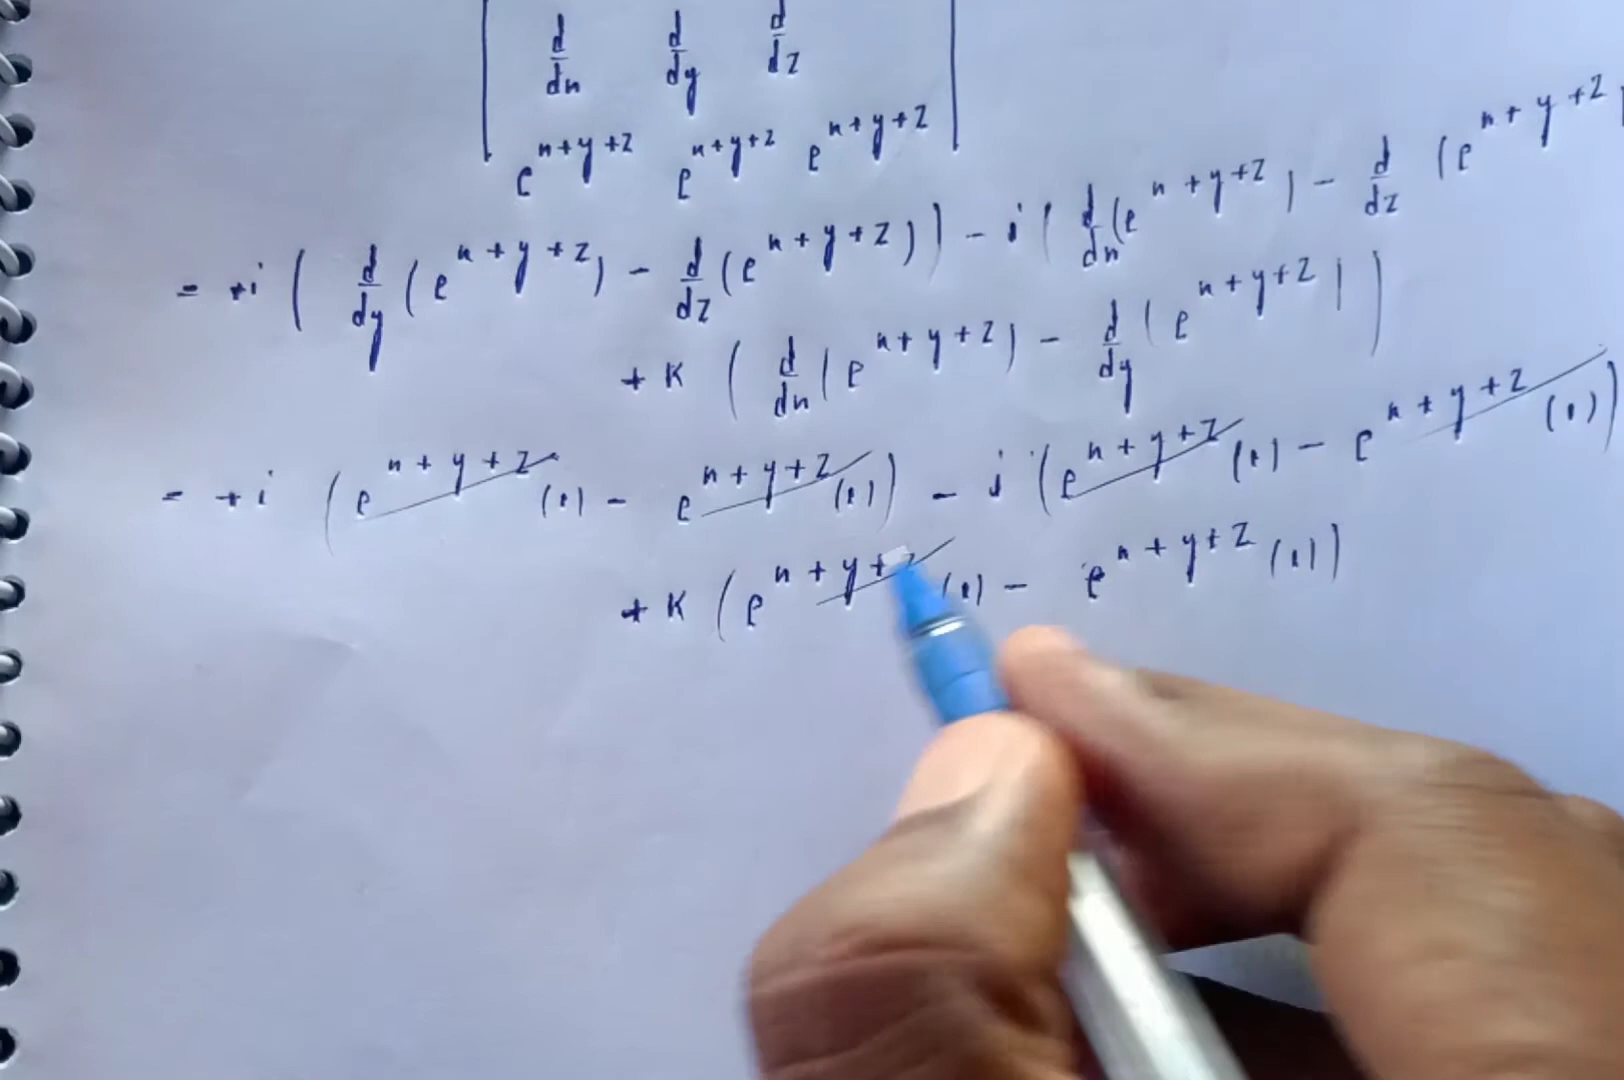 d/dn d/dy d/dz
e^{n+y+z} e^{n+y+z} e^{n+y+z}
= +i ( d/dy (e^{n+y+z}) - d/dz (e^{n+y+z})) - j ( d/dn (e^{n+y+z}) - d/dz (e^{n+y+z}
+ K ( d/dn (e^{n+y+z}) - d/dy (e^{n+y+z}))
= +i (e^{n+y+z} (1) - e^{n+y+z} (1)) - j (e^{n+y+z} (1) - e^{n+y+z} (1))
+ K (e^{n+y+z} (1) - e^{n+y+z} (1))